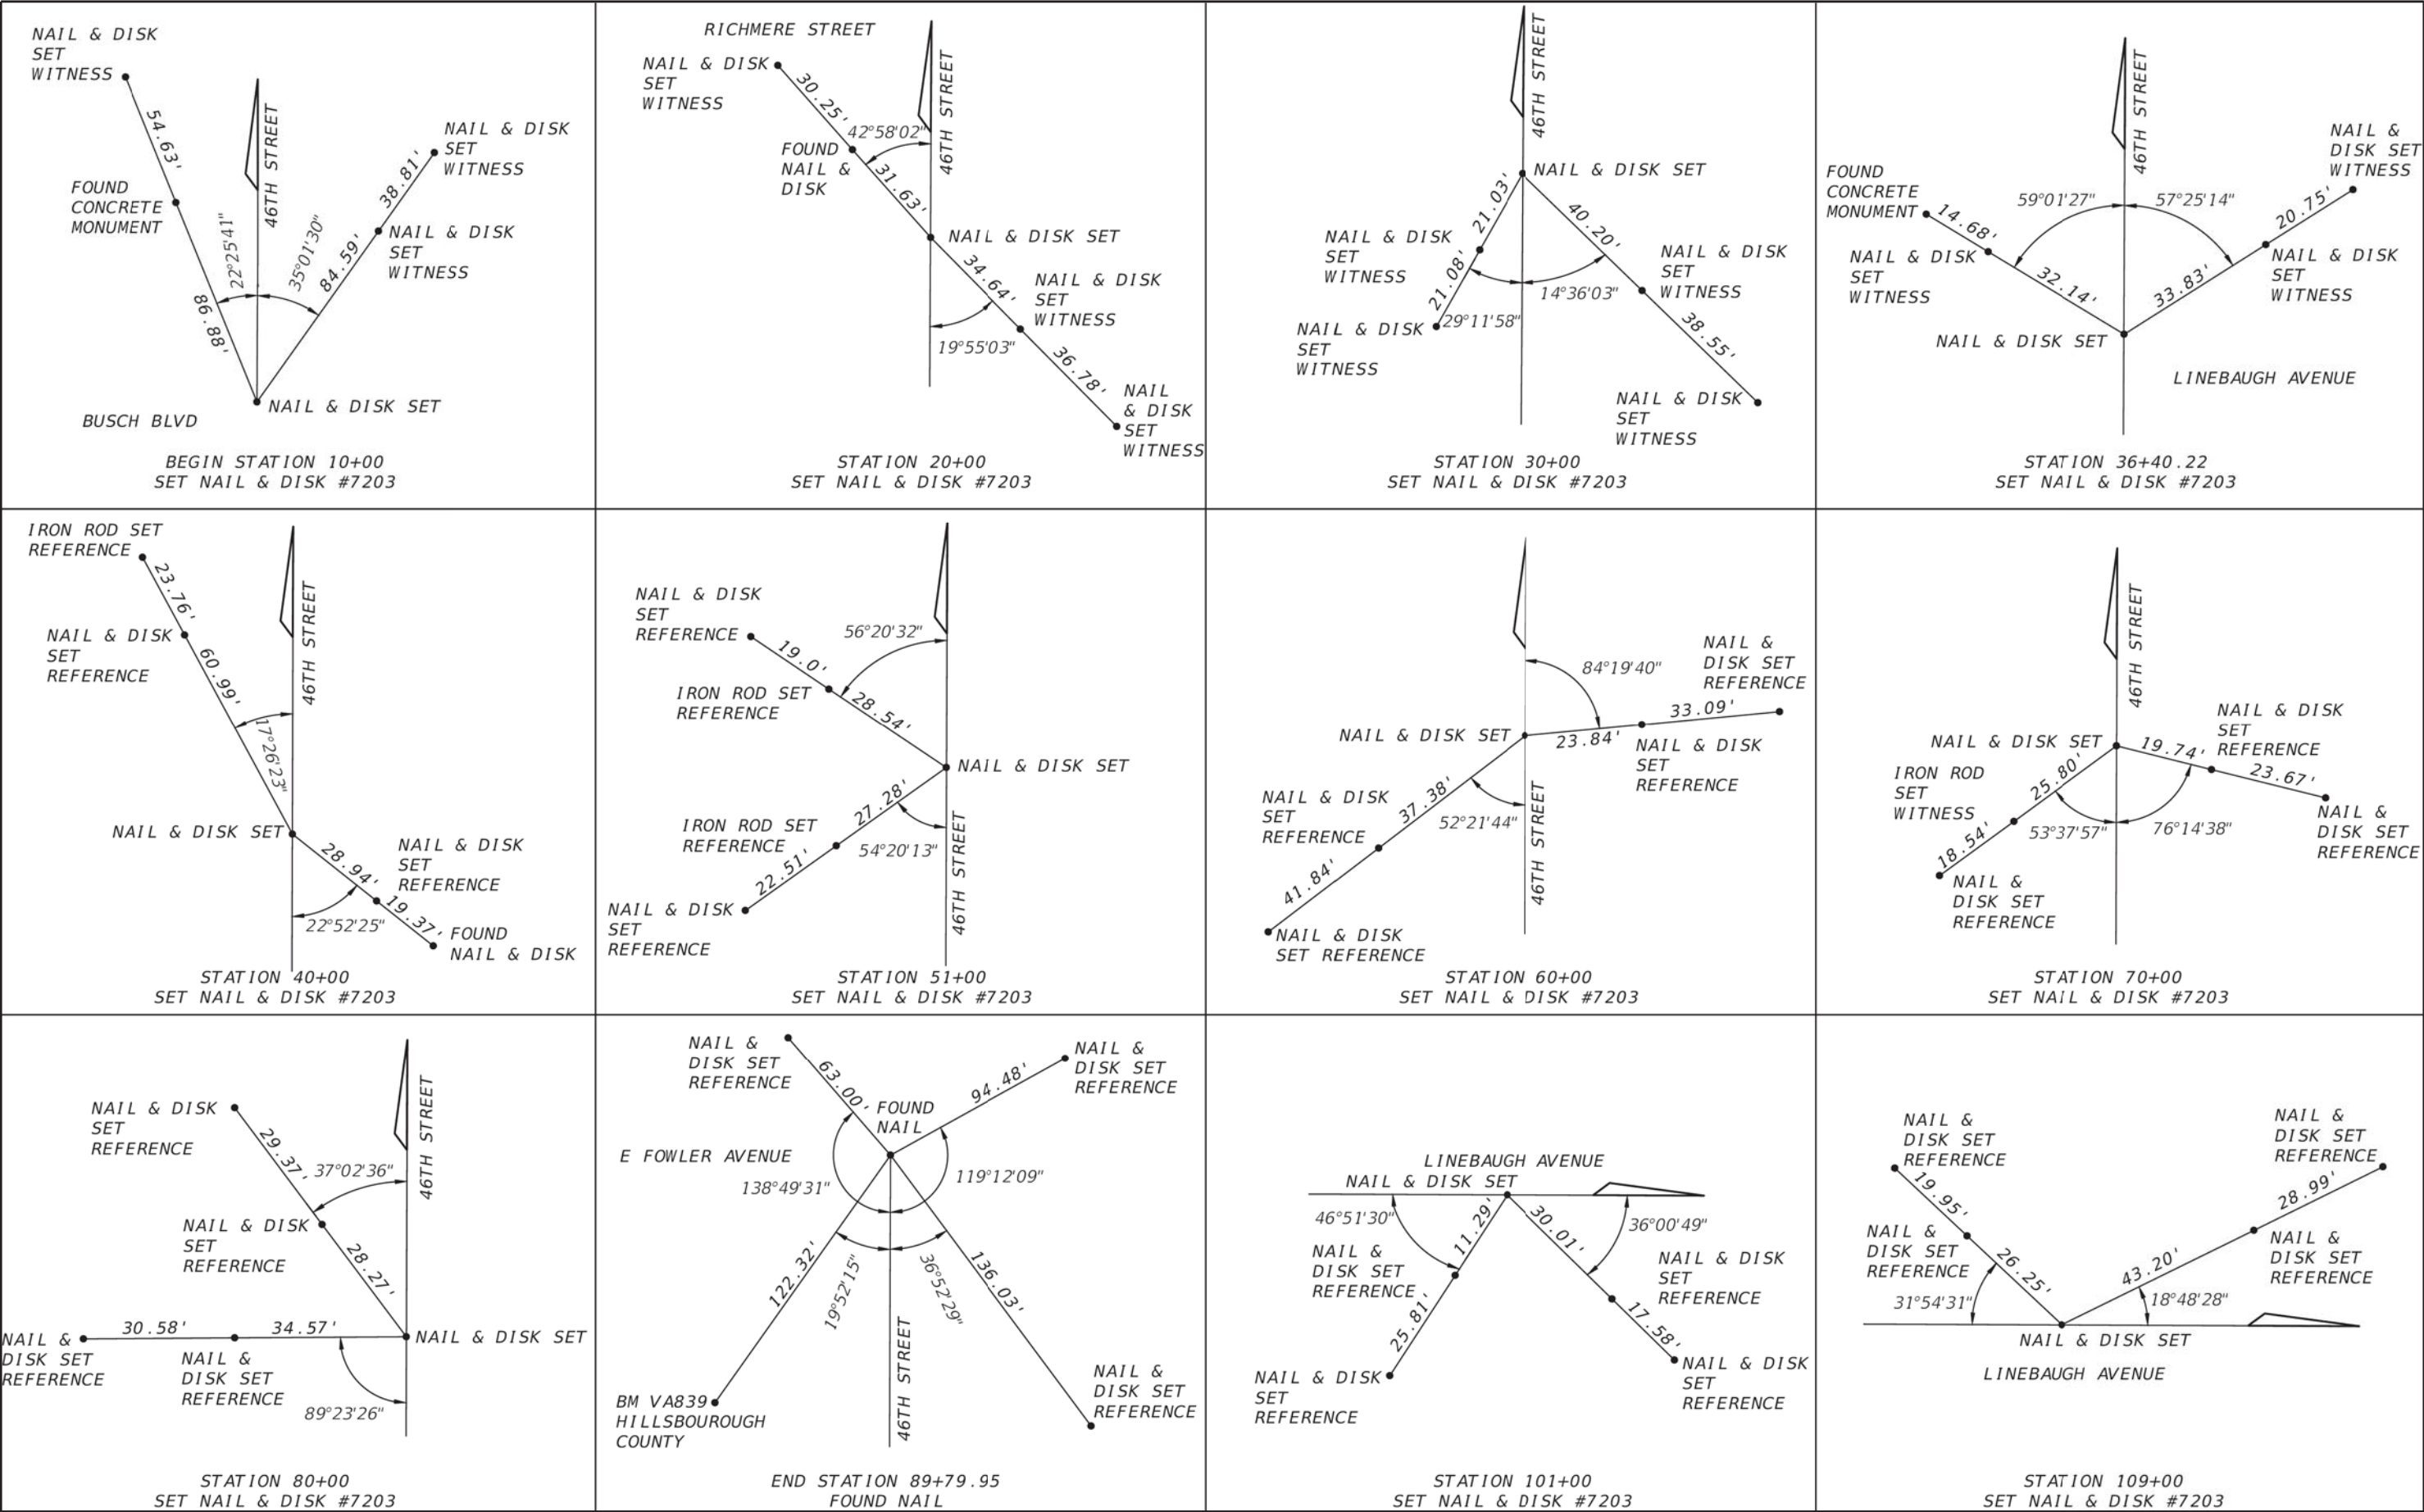 NAIL & DISK
SET
WITNESS
54.63'
FOUND
CONCRETE
MONUMENT
86.88'
22°25'41"
46TH STREET
35°01'30"
84.59'
38.81'
NAIL & DISK
SET
WITNESS
NAIL & DISK
SET
WITNESS
NAIL & DISK SET
BUSCH BLVD
BEGIN STATION 10+00
SET NAIL & DISK #7203
RICHMERE STREET
NAIL & DISK
SET
WITNESS
30.25'
42°58'02"
46TH STREET
FOUND
NAIL &
DISK
31.63'
NAIL & DISK SET
34.64'
NAIL & DISK
SET
WITNESS
19°55'03"
36.78'
NAIL
& DISK
SET
WITNESS
STATION 20+00
SET NAIL & DISK #7203
46TH STREET
NAIL & DISK SET
21.03'
40.20'
NAIL & DISK
SET
WITNESS
21.08'
NAIL & DISK
SET
WITNESS
14°36'03"
29°11'58"
NAIL & DISK
SET
WITNESS
38.55'
NAIL & DISK
SET
WITNESS
STATION 30+00
SET NAIL & DISK #7203
46TH STREET
NAIL &
DISK SET
WITNESS
FOUND
CONCRETE
MONUMENT
59°01'27"
57°25'14"
14.68'
20.75'
NAIL & DISK
SET
WITNESS
NAIL & DISK
SET
WITNESS
32.14'
33.83'
NAIL & DISK SET
LINEBAUGH AVENUE
STATION 36+40.22
SET NAIL & DISK #7203
IRON ROD SET
REFERENCE
23.76'
46TH STREET
NAIL & DISK
SET
REFERENCE
60.99'
17°26'23"
NAIL & DISK SET
28.94'
NAIL & DISK
SET
REFERENCE
19.37'
22°52'25"
FOUND
NAIL & DISK
STATION 40+00
SET NAIL & DISK #7203
NAIL & DISK
SET
REFERENCE
56°20'32"
19.0'
IRON ROD SET
REFERENCE
28.54'
NAIL & DISK SET
27.28'
IRON ROD SET
REFERENCE
54°20'13"
22.51'
46TH STREET
NAIL & DISK
SET
REFERENCE
STATION 51+00
SET NAIL & DISK #7203
NAIL &
DISK SET
REFERENCE
84°19'40"
33.09'
NAIL & DISK SET
23.84'
NAIL & DISK
SET
REFERENCE
NAIL & DISK
SET
REFERENCE
37.38'
52°21'44"
46TH STREET
41.84'
NAIL & DISK
SET REFERENCE
STATION 60+00
SET NAIL & DISK #7203
46TH STREET
NAIL & DISK
SET
REFERENCE
NAIL & DISK SET
19.74'
23.67'
IRON ROD
SET
WITNESS
25.80'
53°37'57"
76°14'38"
NAIL &
DISK SET
REFERENCE
18.54'
NAIL &
DISK SET
REFERENCE
STATION 70+00
SET NAIL & DISK #7203
NAIL & DISK
SET
REFERENCE
46TH STREET
29.37'
37°02'36"
NAIL & DISK
SET
REFERENCE
28.27'
30.58'
34.57'
NAIL & DISK SET
NAIL &
DISK SET
REFERENCE
NAIL &
DISK SET
REFERENCE
89°23'26"
STATION 80+00
SET NAIL & DISK #7203
NAIL &
DISK SET
REFERENCE
63.00'
FOUND
NAIL
94.48'
NAIL &
DISK SET
REFERENCE
E FOWLER AVENUE
138°49'31"
119°12'09"
122.32'
19°52'15"
36°52'29"
136.03'
46TH STREET
BM VA839
HILLSBOUROUGH
COUNTY
NAIL &
DISK SET
REFERENCE
END STATION 89+79.95
FOUND NAIL
LINEBAUGH AVENUE
NAIL & DISK SET
46°51'30"
11.29'
30.01'
36°00'49"
NAIL &
DISK SET
REFERENCE
NAIL & DISK
SET
REFERENCE
25.81'
17.58'
NAIL & DISK
SET
REFERENCE
NAIL & DISK
SET
REFERENCE
STATION 101+00
SET NAIL & DISK #7203
NAIL &
DISK SET
REFERENCE
NAIL &
DISK SET
REFERENCE
19.95'
28.99'
NAIL &
DISK SET
REFERENCE
26.25'
43.20'
NAIL &
DISK SET
REFERENCE
31°54'31"
18°48'28"
NAIL & DISK SET
LINEBAUGH AVENUE
STATION 109+00
SET NAIL & DISK #7203